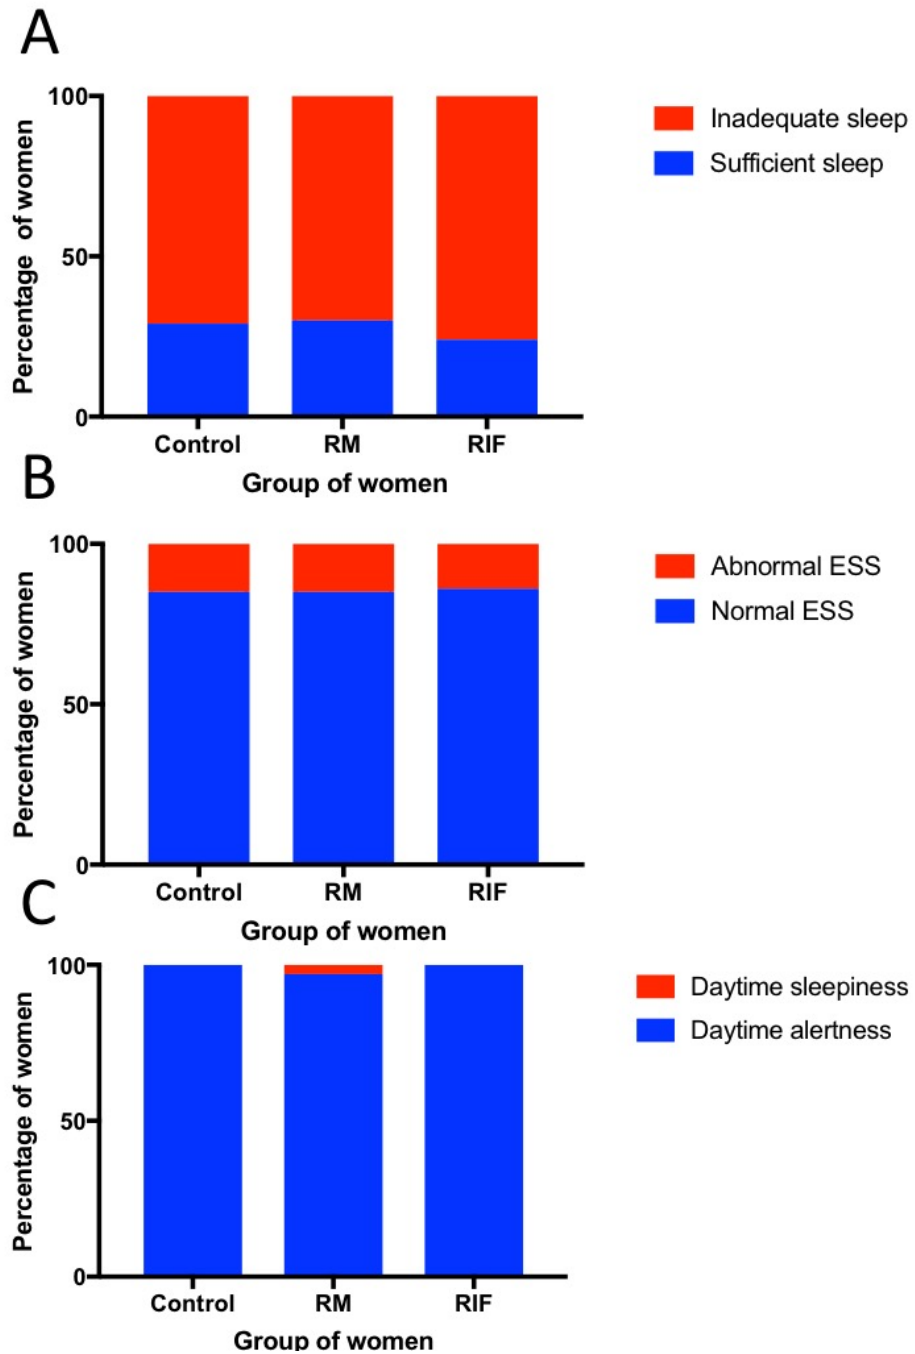 A
100
50
0
Percentage of women
Control RM RIF
Group of women
Inadequate sleep
Sufficient sleep
B
100
50
0
Percentage of women
Control RM RIF
Group of women
Abnormal ESS
Normal ESS
C
100
50
0
Percentage of women
Control RM RIF
Group of women
Daytime sleepiness
Daytime alertness